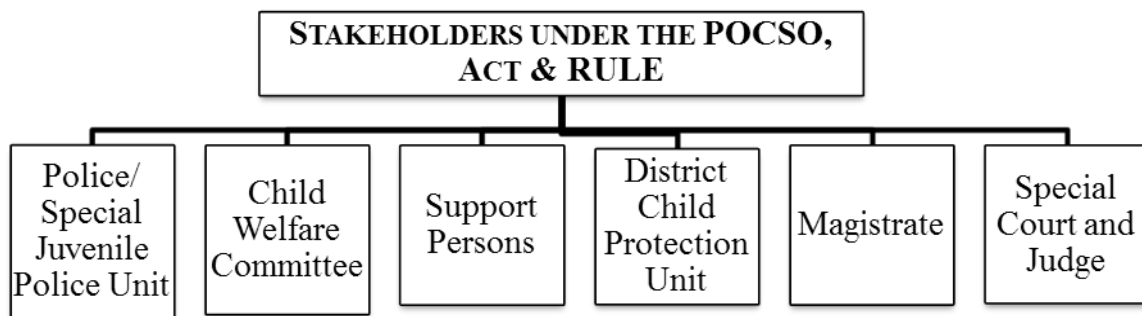 STAKEHOLDERS UNDER THE POCSO,
ACT & RULE
Police/
Special
Juvenile
Police Unit
Child
Welfare
Committee
Support
Persons
District
Child
Protection
Unit
Magistrate
Special
Court and
Judge